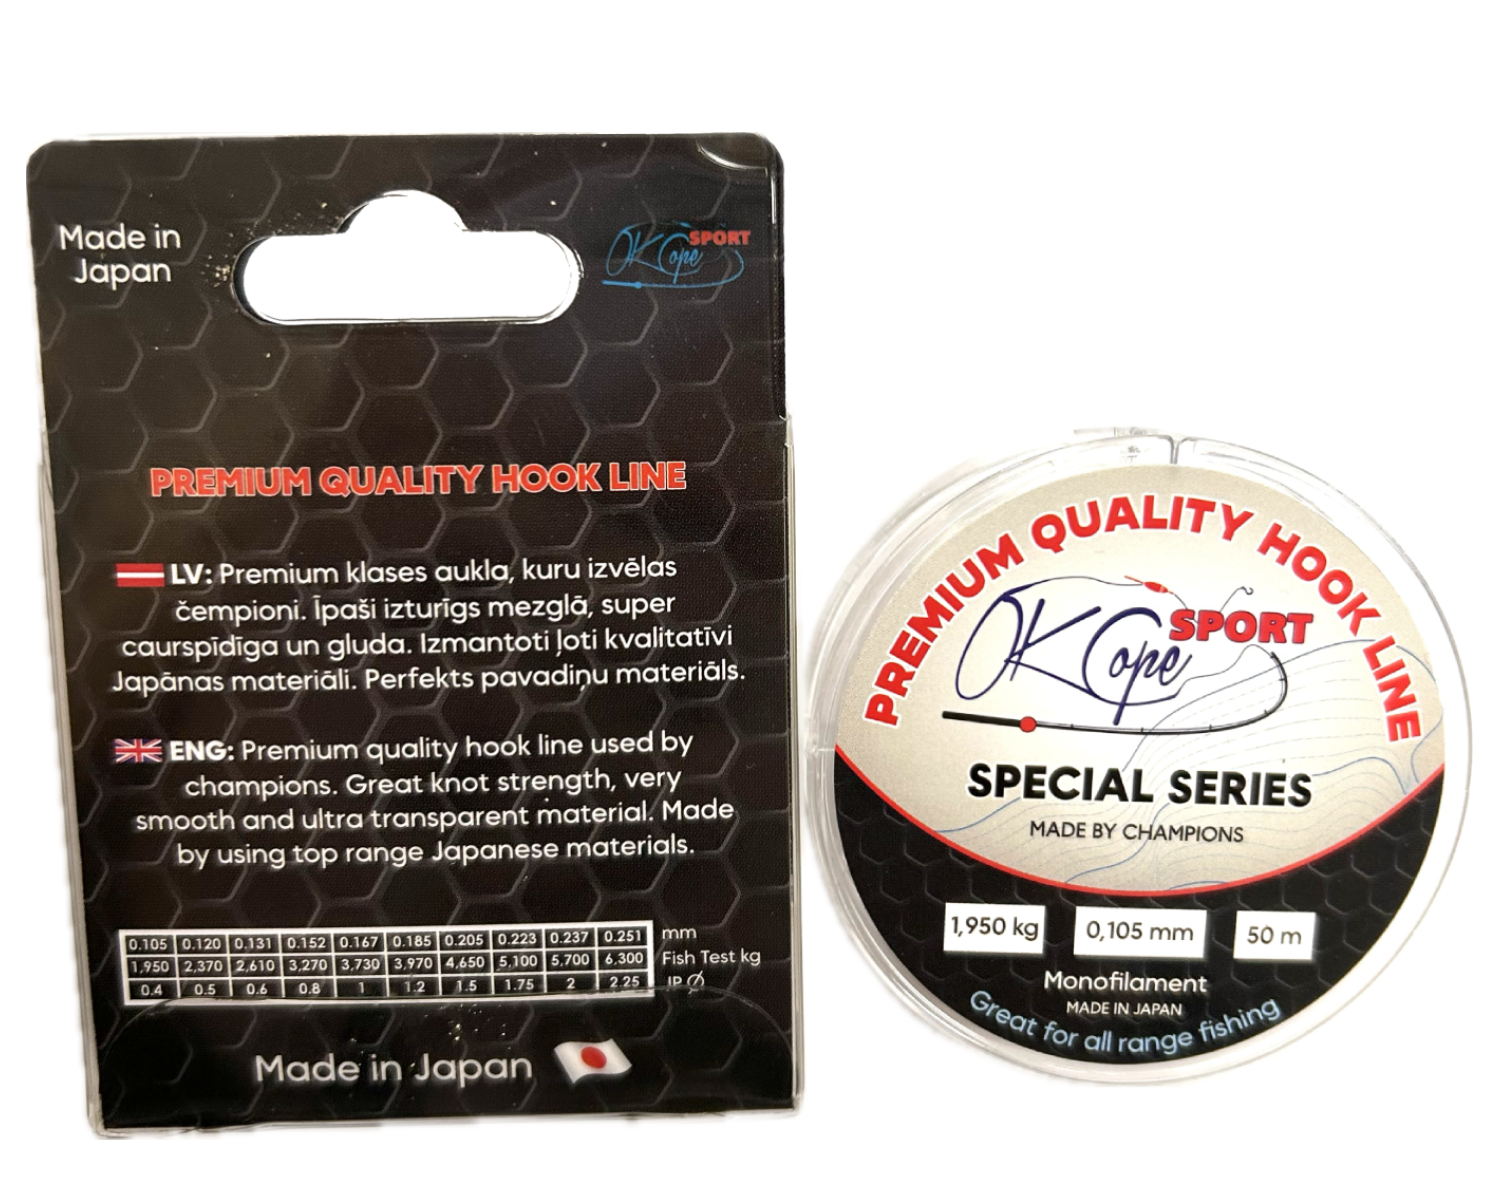 Made in
Japan
OK Cope SPORT
PREMIUM QUALITY HOOK LINE
LV: Premium klases aukla, kuru izvēlas
čempioni. Īpaši izturīgs mezglā, super
caurspīdīga un gluda. Izmantoti ļoti kvalitatīvi
Japānas materiāli. Perfekts pavadiņu materiāls.
ENG: Premium quality hook line used by
champions. Great knot strength, very
smooth and ultra transparent material. Made
by using top range Japanese materials.
0.105 0.120 0.131 0.152 0.167 0.185 0.205 0.223 0.237 0.251 mm
1,950 2,370 2,610 3,270 3,730 3,970 4,650 5,100 5,700 6,300 Fish Test kg
0.4 0.5 0.6 0.8 1 1.2 1.5 1.75 2 2.25 JP Ø
Made in Japan
PREMIUM QUALITY HOOK LINE
OK Cope SPORT
SPECIAL SERIES
MADE BY CHAMPIONS
1,950 kg 0,105 mm 50 m
Monofilament
MADE IN JAPAN
Great for all range fishing